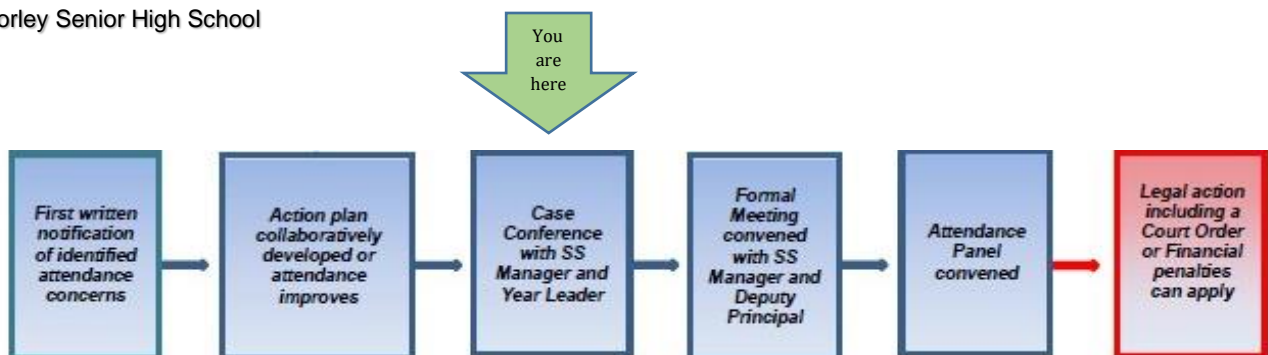 orley Senior High School
You
are
here
First written
notification
of identified
attendance
concerns
Action plan
collaboratively
developed or
attendance
improves
Case
Conference
with SS
Manager and
Year Leader
Formal
Meeting
convened
with SS
Manager and
Deputy
Principal
Attendance
Panel
convened
Legal action
including a
Court Order
or Financial
penalties
can apply